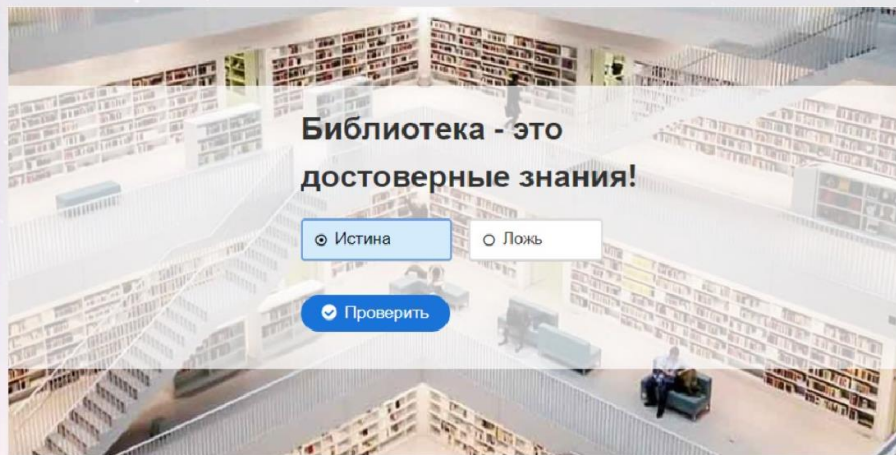 Библиотека - это
достоверные знания!
Истина
Ложь
Проверить